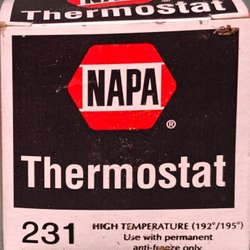 Thermostat
NAPA
®
Thermostat
231
HIGH TEMPERATURE (192°/195°)
Use with permanent
anti-freeze only